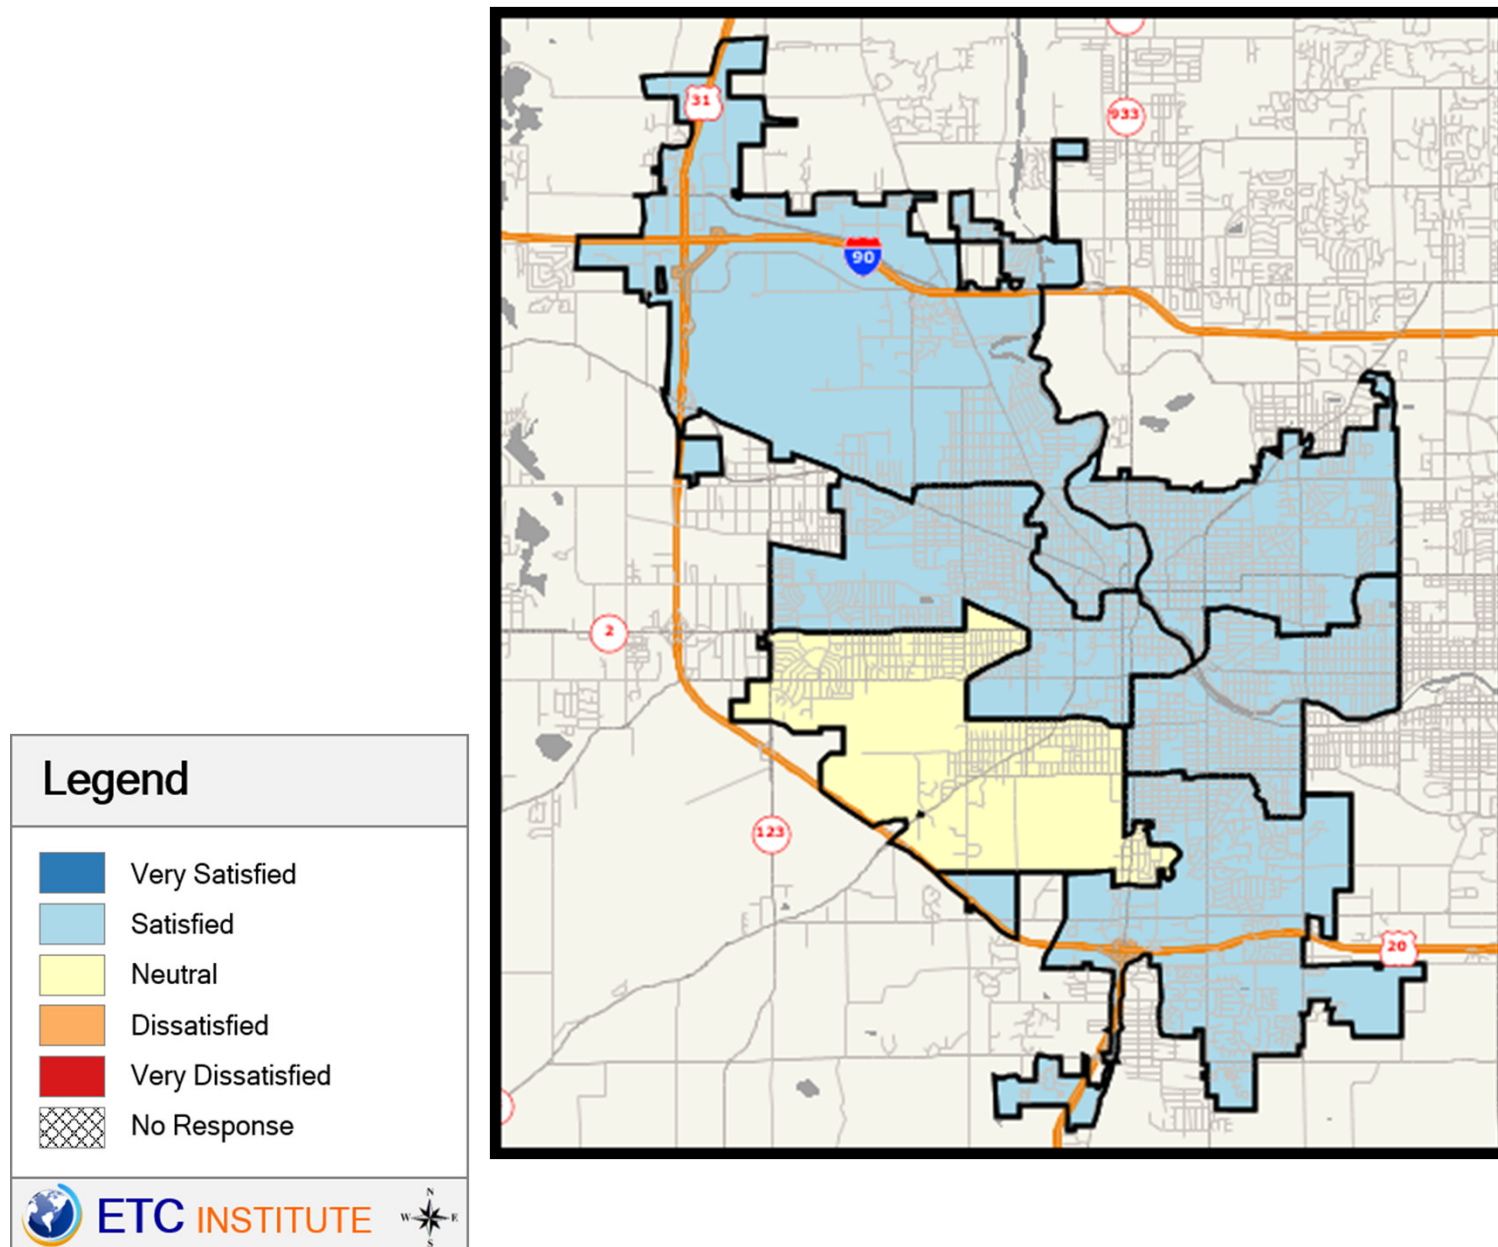 31
933
90
2
123
20
Legend
Very Satisfied
Satisfied
Neutral
Dissatisfied
Very Dissatisfied
No Response
ETC INSTITUTE
N
W E
S